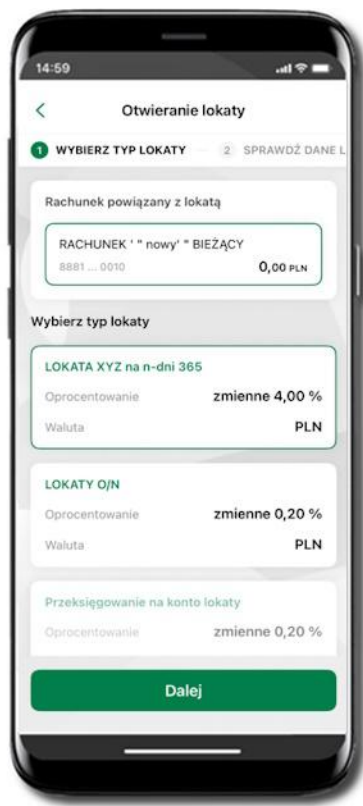 14:59
Otwieranie lokaty
1 WYBIERZ TYP LOKATY 2 SPRAWDŹ DANE L
Rachunek powiązany z lokatą
RACHUNEK ' " nowy' " BIEŻĄCY
8881 ... 0010 0,00 PLN
Wybierz typ lokaty
LOKATA XYZ na n-dni 365
Oprocentowanie zmienne 4,00 %
Waluta PLN
LOKATY O/N
Oprocentowanie zmienne 0,20 %
Waluta PLN
Przeksięgowanie na konto lokaty
Oprocentowanie zmienne 0,20 %
Dalej